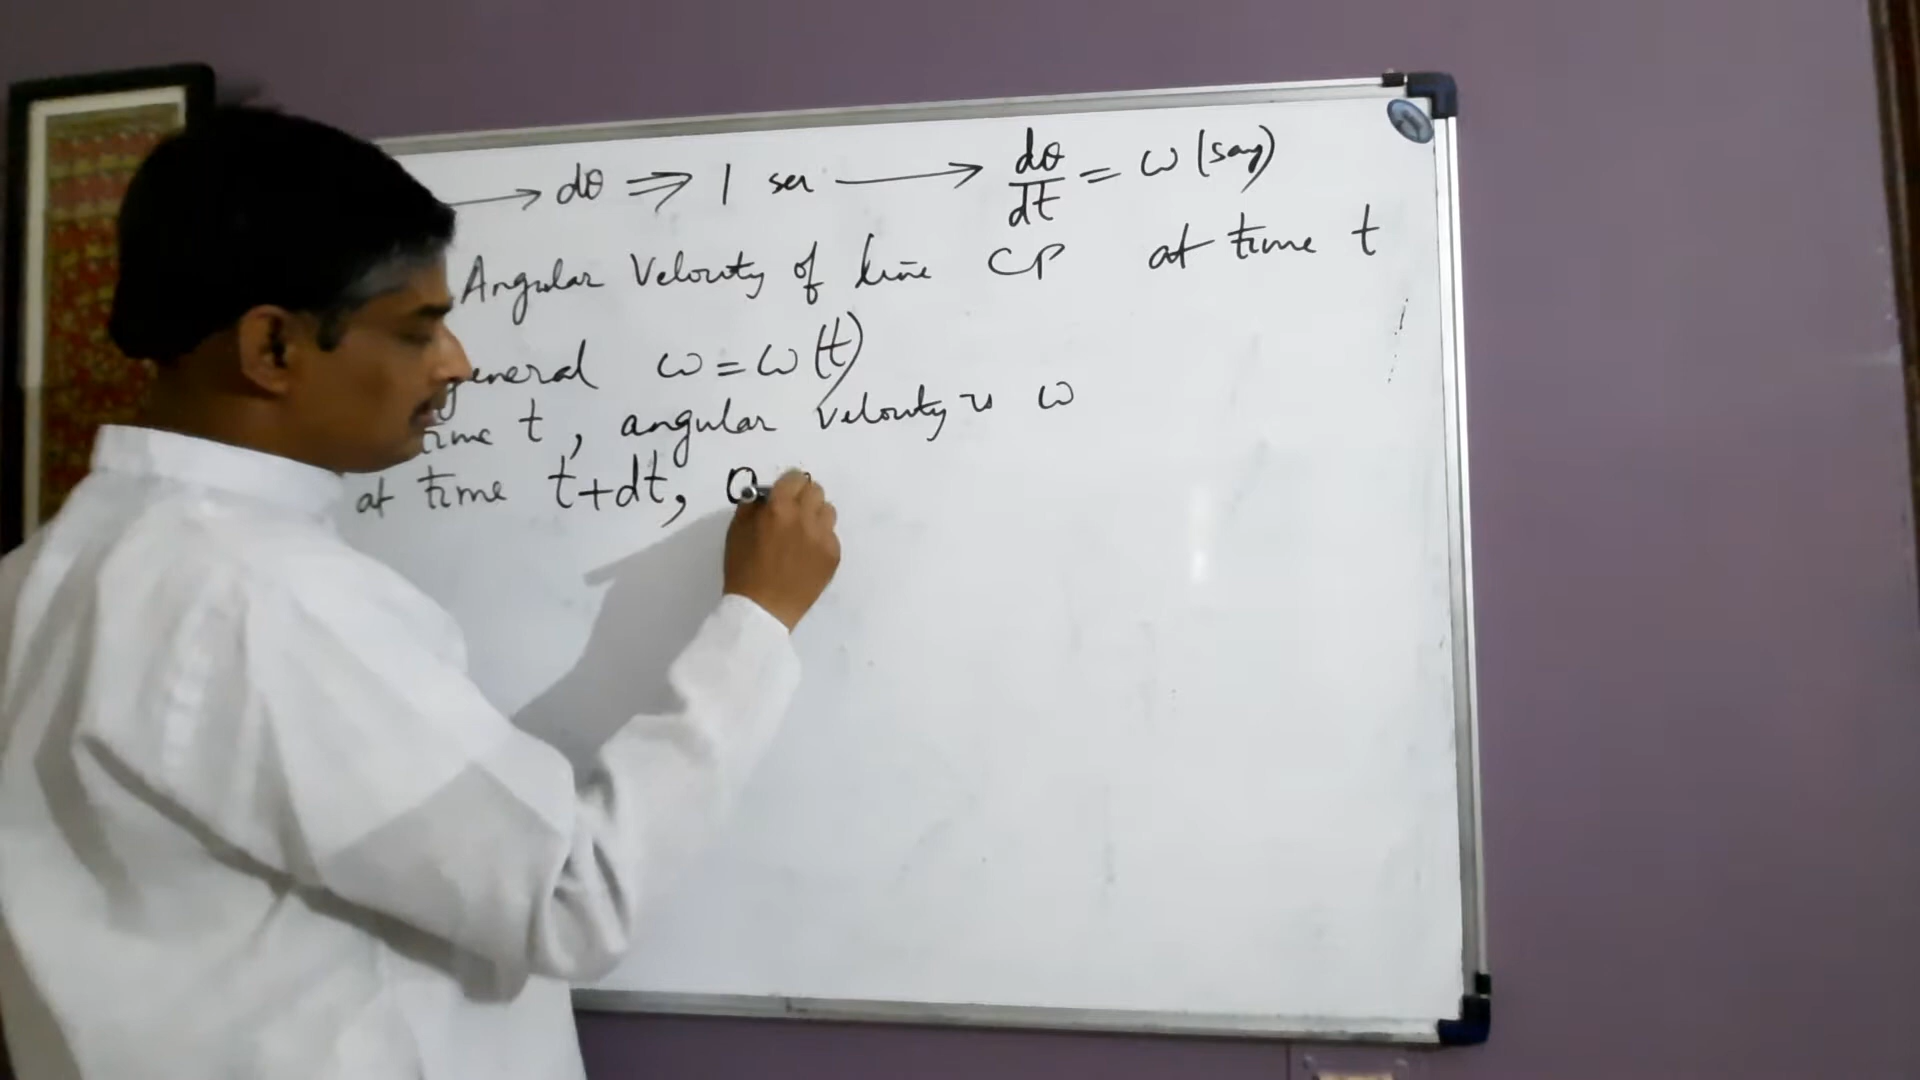 ⟶ dθ ⇒ 1 sec ⟶ dθ/dt = ω (say)
Angular Velocity of line CP at time t
general ω = ω(t)
time t, angular velocity is ω
at time t+dt,